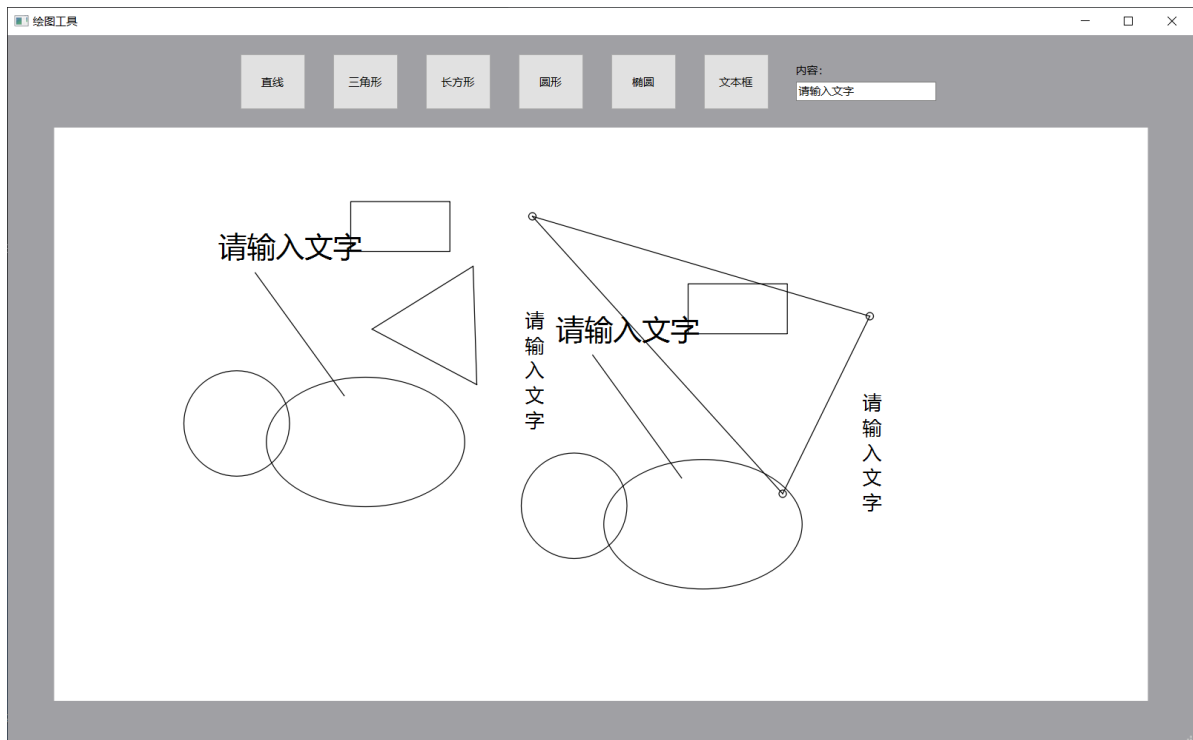 绘图工具
直线
三角形
长方形
圆形
椭圆
文本框
内容：
请输入文字
请输入文字
请输入文字
请输入文字
请输入文字